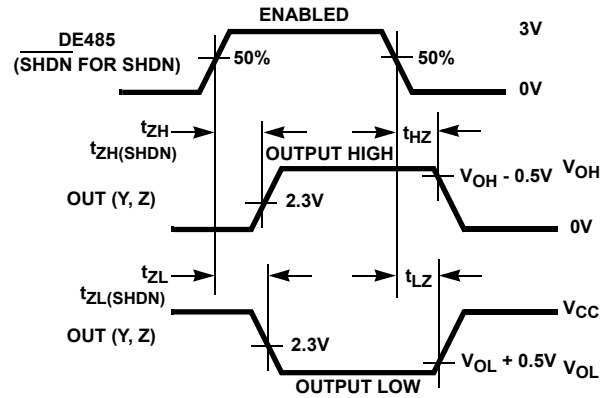 ENABLED
DE485
(SHDN FOR SHDN)
50%
50%
3V
0V
tZH
tZH(SHDN)
tHZ
OUTPUT HIGH
OUT (Y, Z)
2.3V
VOH - 0.5V
VOH
0V
tZL
tZL(SHDN)
tLZ
OUT (Y, Z)
2.3V
VCC
VOL + 0.5V
VOL
OUTPUT LOW